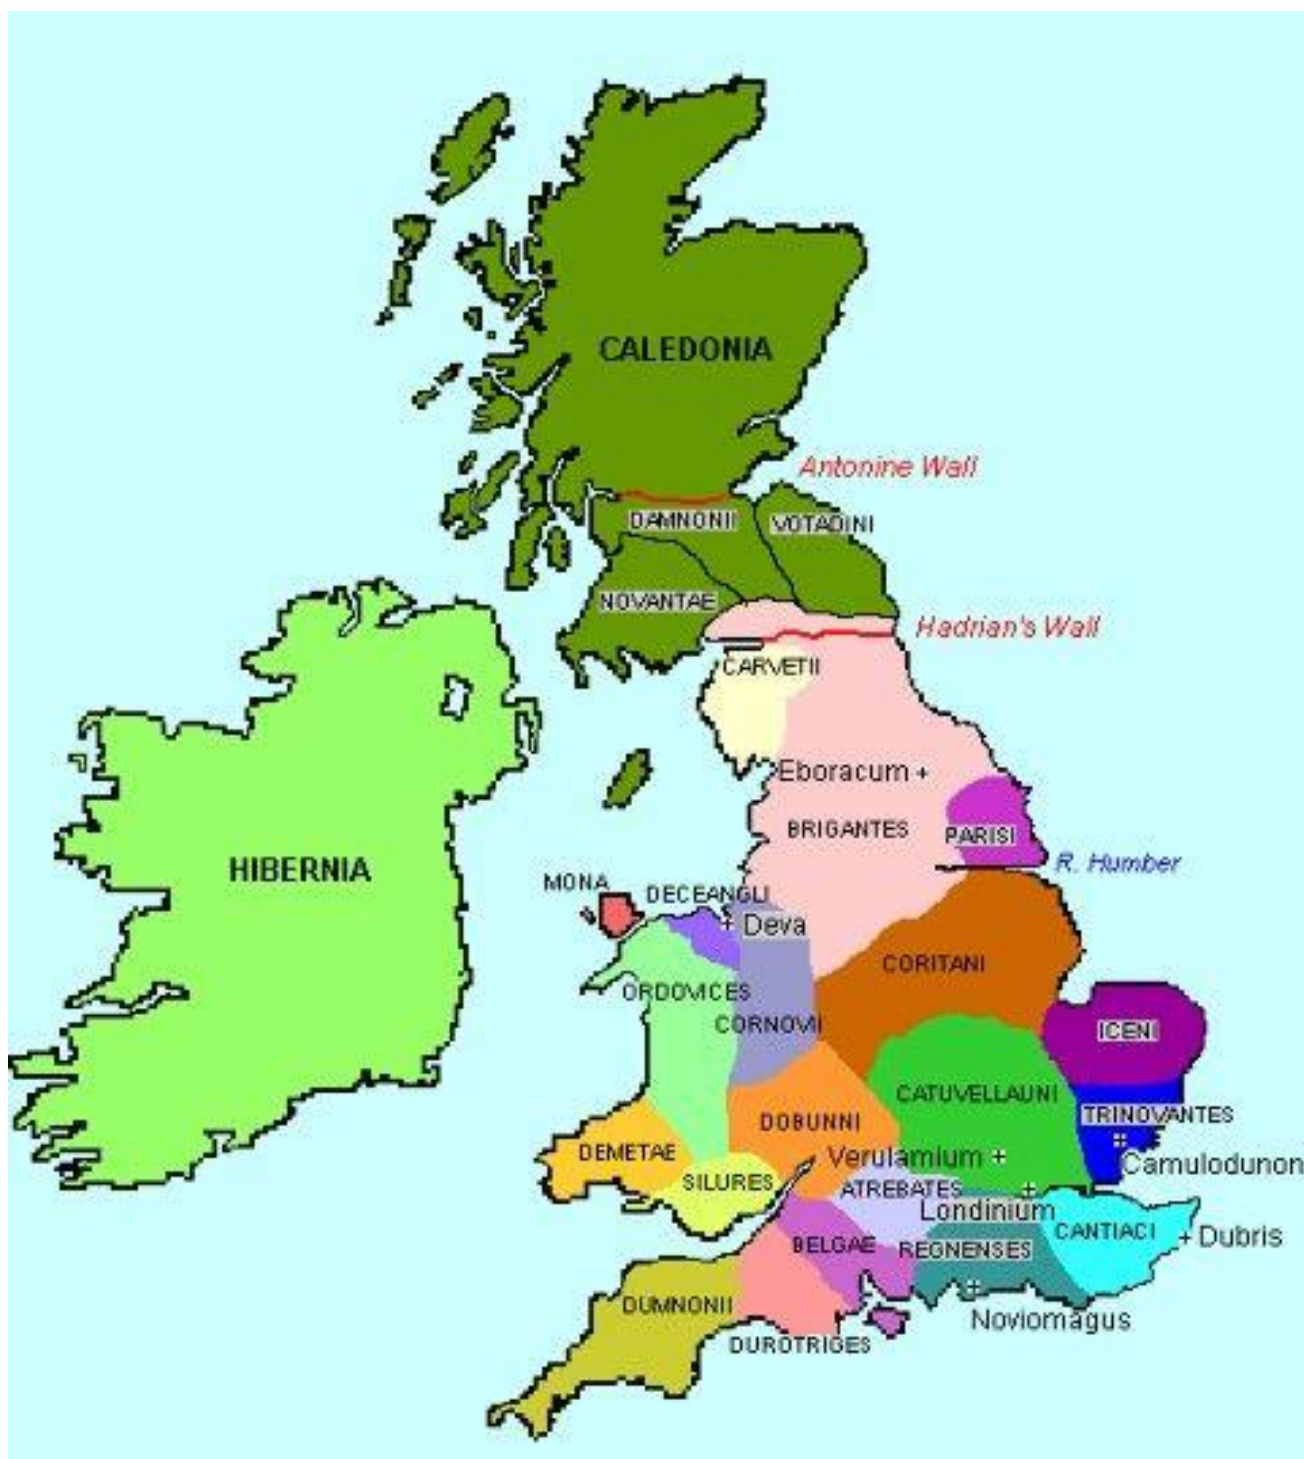 CALEDONIA
Antonine Wall
DAMNONII
VOTADINI
NOVANTAE
Hadrian's Wall
CARVETII
Eboracum
BRIGANTES
PARISI
R. Humber
HIBERNIA
MONA
DECEANGLI
Deva
CORITANI
ORDOVICES
CORNOVII
ICENI
CATUVELLAUNI
TRINOVANTES
DOBUNNI
DEMETAE
Verulamium
Camulodunon
SILURES
ATREBATES
Londinium
CANTIACI
Dubris
BELGAE
REGNENSES
DUMNONII
Noviomagus
DUROTRIGES